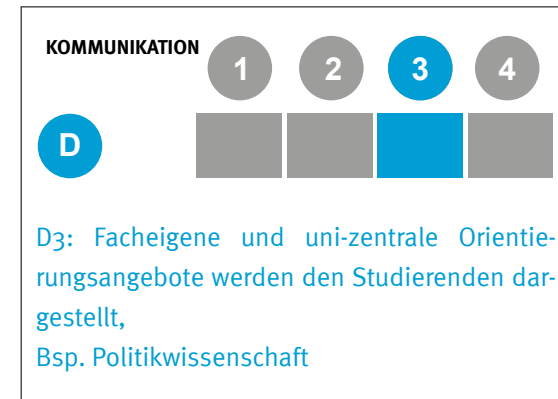 KOMMUNIKATION
1 2 3 4
D
D3: Facheigene und uni-zentrale Orientie-
rungsangebote werden den Studierenden dar-
gestellt,
Bsp. Politikwissenschaft